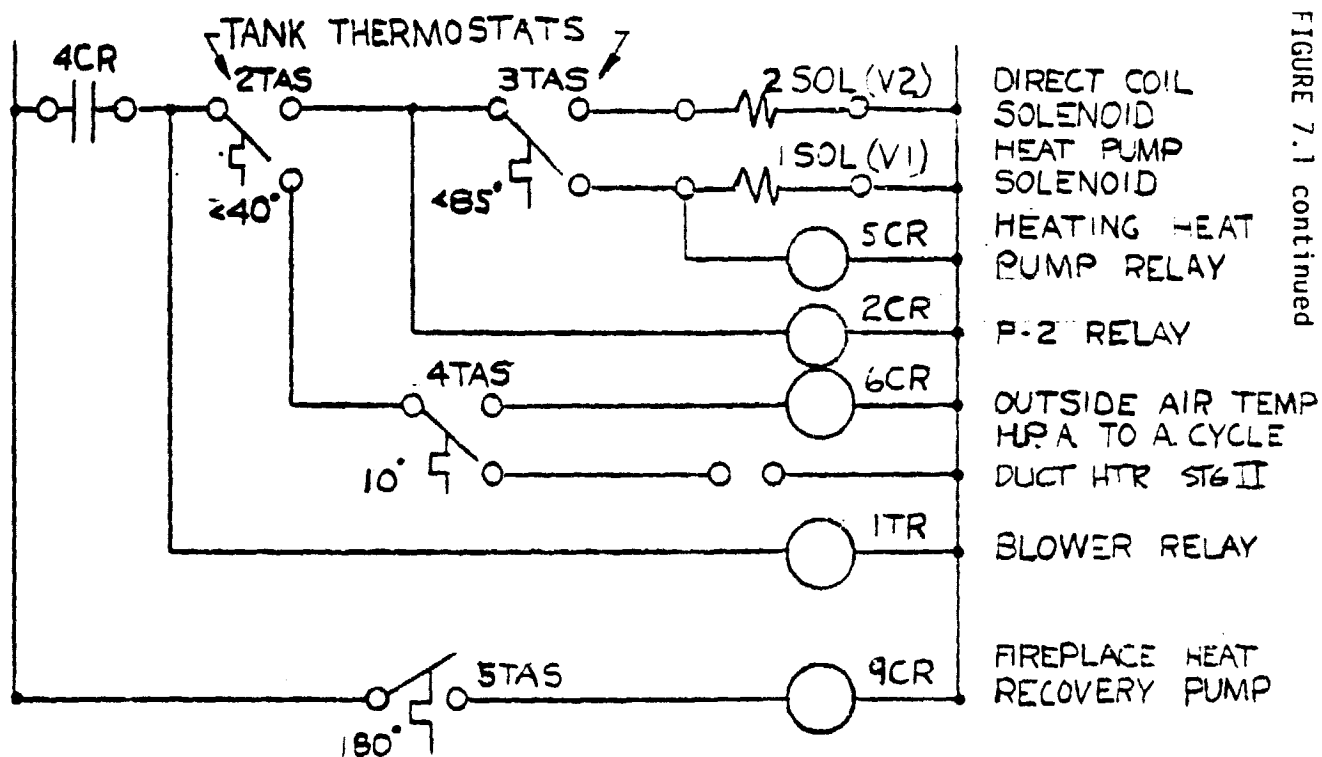 FIGURE 7.1 continued
TANK THERMOSTATS
4CR
2TAS
3TAS
2 SOL (V2)
DIRECT COIL
SOLENOID
<40°
<85°
1 SOL (V1)
HEAT PUMP
SOLENOID
5CR
HEATING HEAT
PUMP RELAY
2CR
P-2 RELAY
4TAS
6CR
OUTSIDE AIR TEMP
H.P. A TO A CYCLE
10°
DUCT HTR STG II
1TR
BLOWER RELAY
5TAS
9CR
FIREPLACE HEAT
RECOVERY PUMP
180°